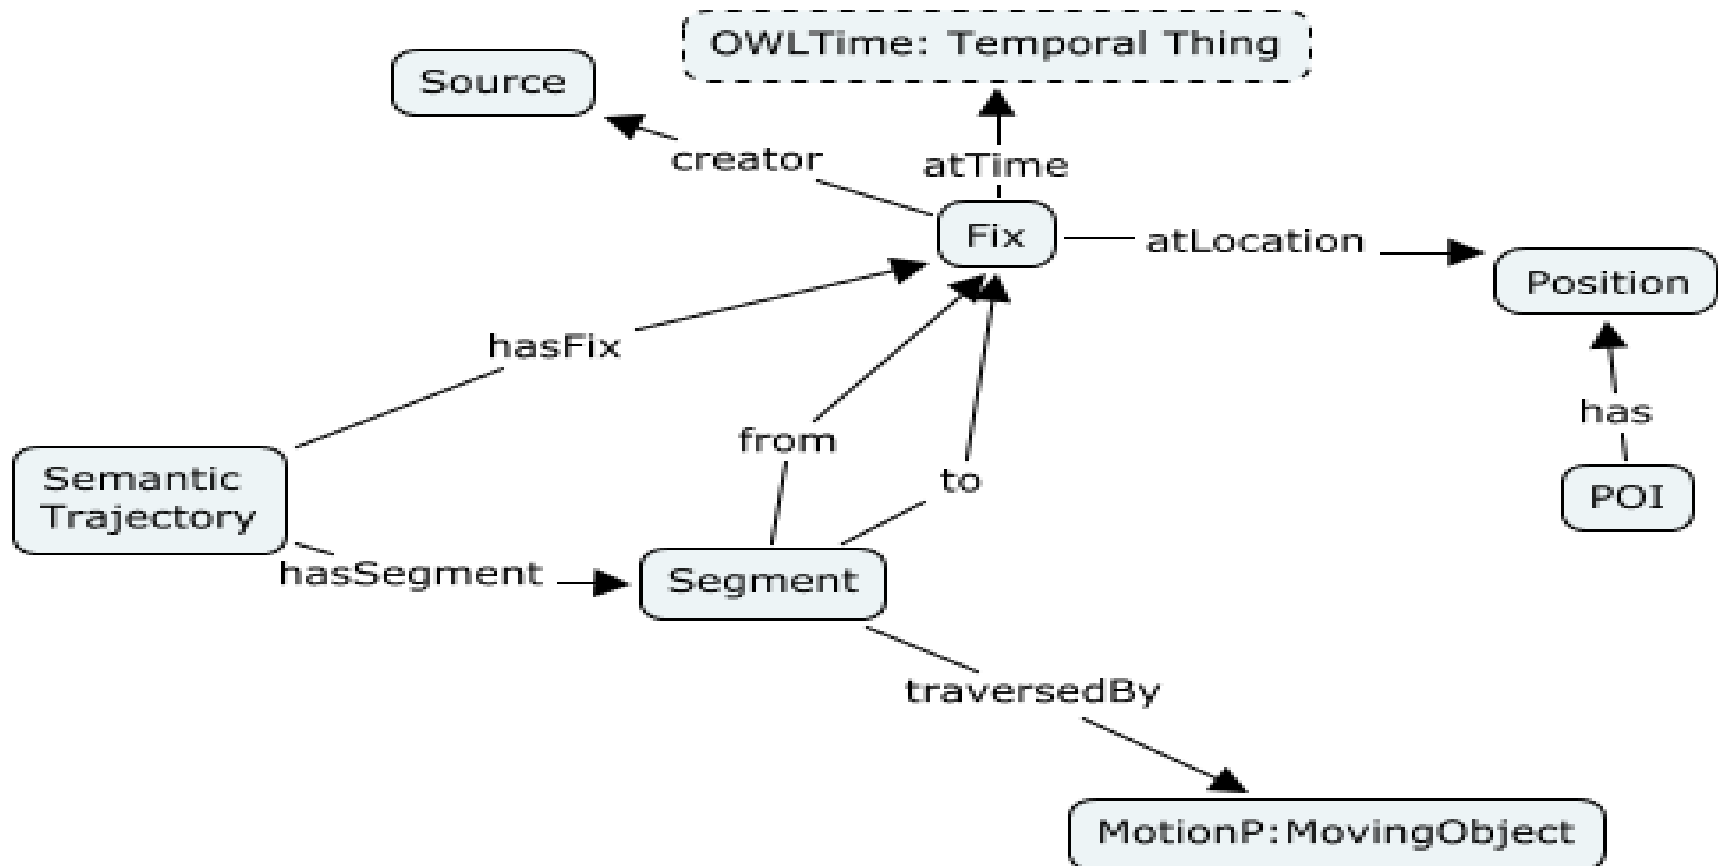 OWLTime: Temporal Thing
Source
creator
atTime
Fix
atLocation
Position
hasFix
has
from
to
Semantic
Trajectory
POI
hasSegment
Segment
traversedBy
MotionP:MovingObject